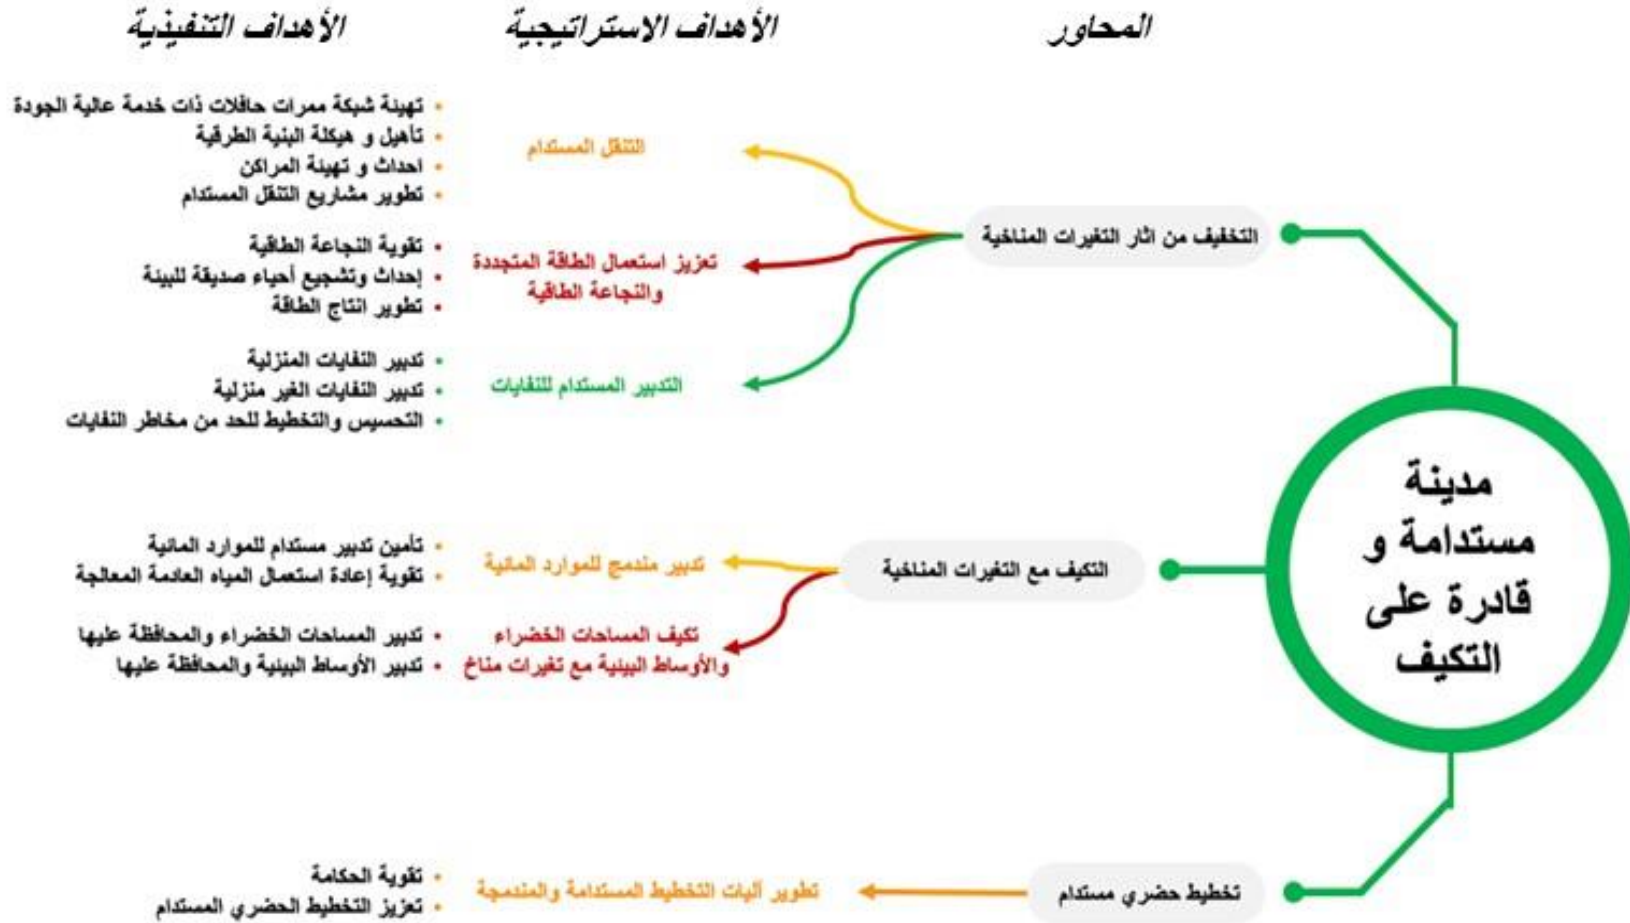 المحاور
الأهداف الاستراتيجية
الأهداف التنفيذية
مدينة
مستدامة و
قادرة على
التكيف
التخفيف من اثار التغيرات المناخية
التنقل المستدام
تهيئة شبكة ممرات حافلات ذات خدمة عالية الجودة
تأهيل و هيكلة البنية الطرقية
احداث و تهيئة المراكن
تطوير مشاريع التنقل المستدام
تعزيز استعمال الطاقة المتجددة
والنجاعة الطاقية
تقوية النجاعة الطاقية
إحداث وتشجيع أحياء صديقة للبيئة
تطوير انتاج الطاقة
التدبير المستدام للنفايات
تدبير النفايات المنزلية
تدبير النفايات الغير منزلية
التحسيس والتخطيط للحد من مخاطر النفايات
التكيف مع التغيرات المناخية
تدبير مندمج للموارد المائية
تأمين تدبير مستدام للموارد المائية
تقوية إعادة استعمال المياه العادمة المعالجة
تكيف المساحات الخضراء
والأوساط البيئية مع تغيرات مناخ
تدبير المساحات الخضراء والمحافظة عليها
تدبير الأوساط البيئية والمحافظة عليها
تخطيط حضري مستدام
تطوير آليات التخطيط المستدامة والمندمجة
تقوية الحكامة
تعزيز التخطيط الحضري المستدام